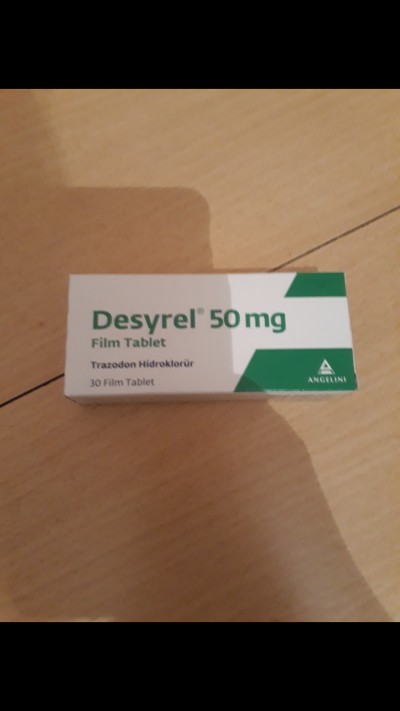 Desyrel® 50 mg
Film Tablet
Trazodon Hidroklorür
30 Film Tablet
ANGELINI